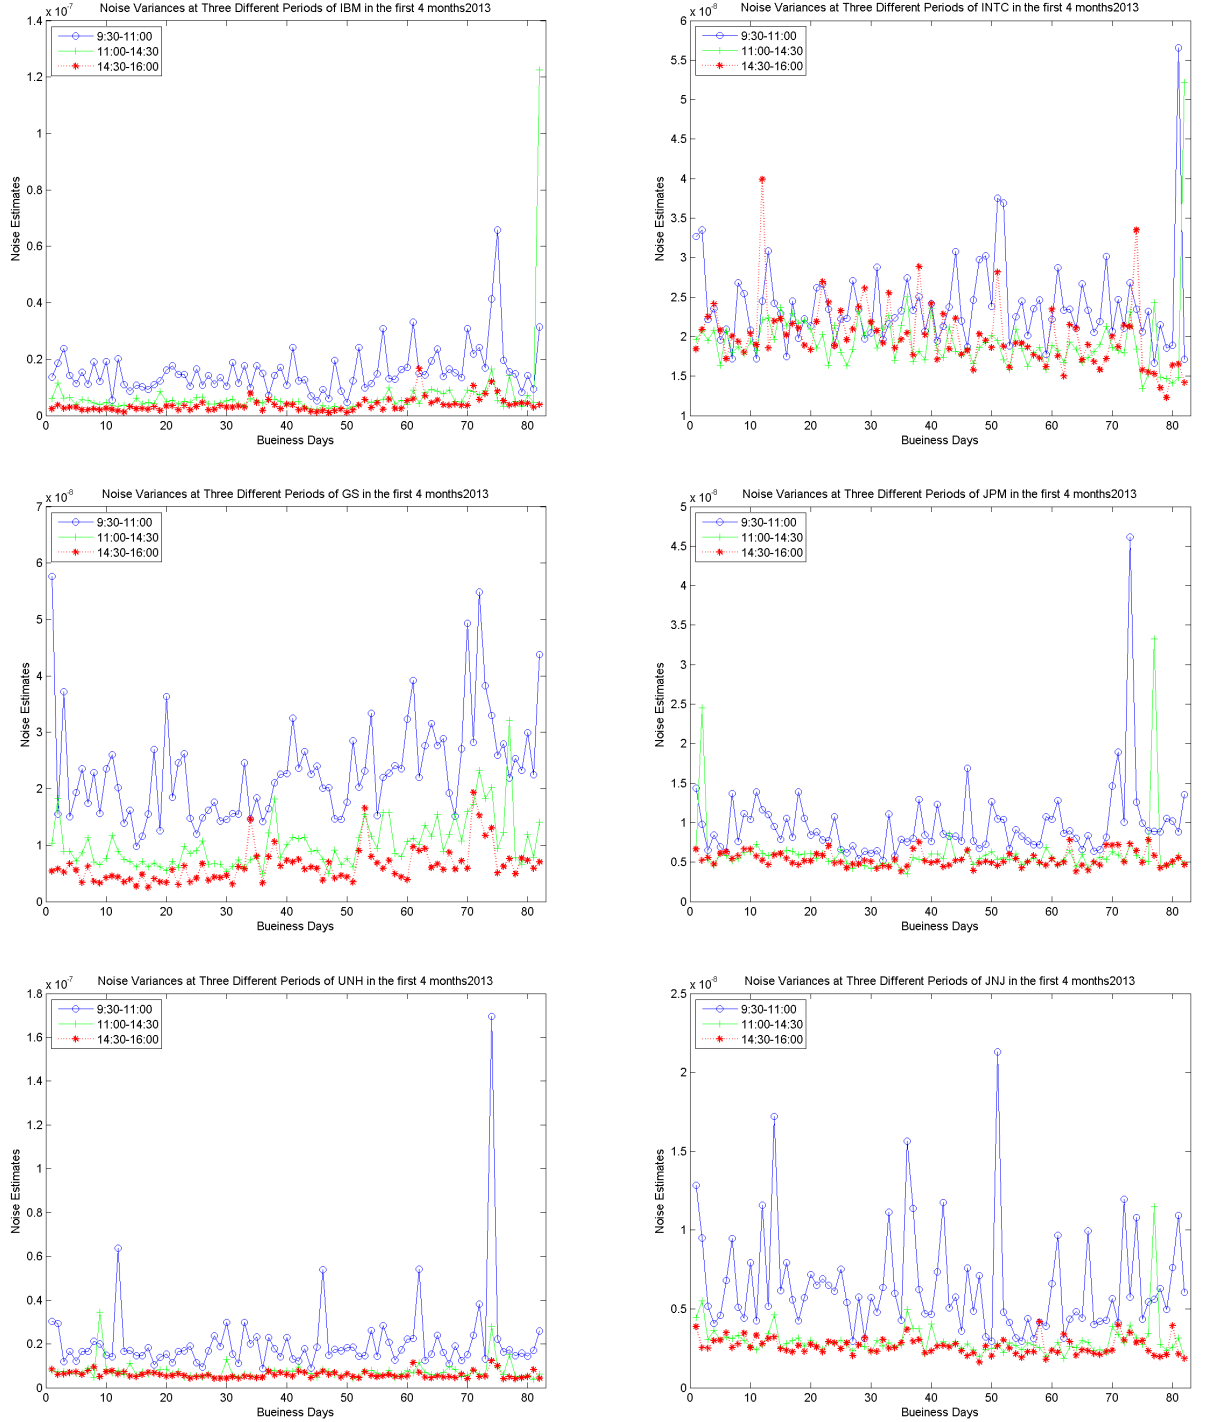 Noise Variances at Three Different Periods of IBM in the first 4 months2013
x 10^-7
1.4
1.2
1
0.8
0.6
0.4
0.2
0
Noise Estimates
9:30-11:00
11:00-14:30
14:30-16:00
0 10 20 30 40 50 60 70 80
Bueiness Days
Noise Variances at Three Different Periods of INTC in the first 4 months2013
x 10^-8
6
5.5
5
4.5
4
3.5
3
2.5
2
1.5
1
Noise Estimates
9:30-11:00
11:00-14:30
14:30-16:00
0 10 20 30 40 50 60 70 80
Bueiness Days
Noise Variances at Three Different Periods of GS in the first 4 months2013
x 10^-8
7
6
5
4
3
2
1
0
Noise Estimates
9:30-11:00
11:00-14:30
14:30-16:00
0 10 20 30 40 50 60 70 80
Bueiness Days
Noise Variances at Three Different Periods of JPM in the first 4 months2013
x 10^-8
5
4.5
4
3.5
3
2.5
2
1.5
1
0.5
0
Noise Estimates
9:30-11:00
11:00-14:30
14:30-16:00
0 10 20 30 40 50 60 70 80
Bueiness Days
Noise Variances at Three Different Periods of UNH in the first 4 months2013
x 10^-7
1.8
1.6
1.4
1.2
1
0.8
0.6
0.4
0.2
0
Noise Estimates
9:30-11:00
11:00-14:30
14:30-16:00
0 10 20 30 40 50 60 70 80
Bueiness Days
Noise Variances at Three Different Periods of JNJ in the first 4 months2013
x 10^-8
2.5
2
1.5
1
0.5
0
Noise Estimates
9:30-11:00
11:00-14:30
14:30-16:00
0 10 20 30 40 50 60 70 80
Bueiness Days